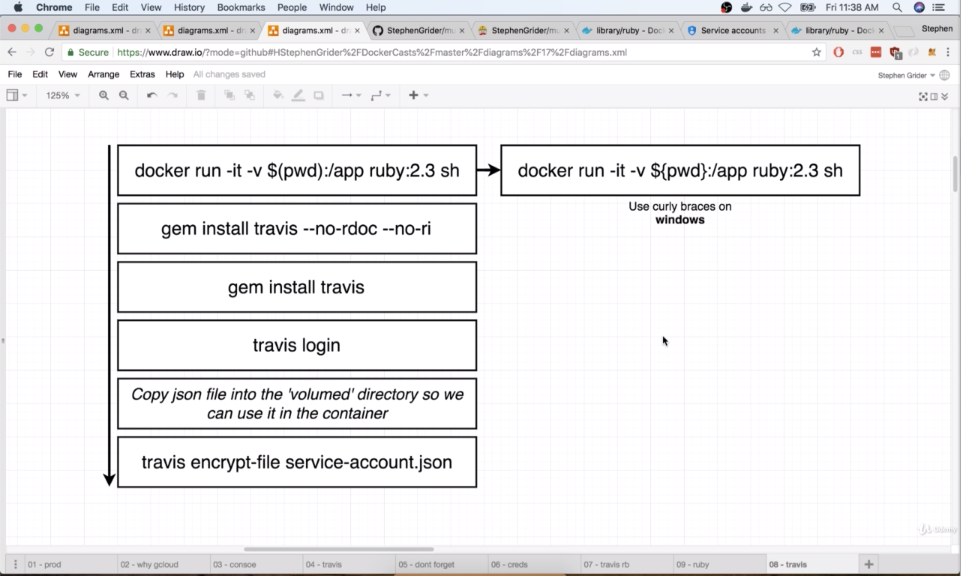 Chrome File Edit View History Bookmarks People Window Help Fri 11:38 AM
diagrams.xml - dr diagrams.xml - dr diagrams.xml - dr StephenGrider/mu StephenGrider/mu library/ruby - Doc Service accounts library/ruby - Doc Stephen
Secure https://www.draw.io/?mode=github#HStephenGrider%2FDockerCasts%2Fmaster%2Fdiagrams%2F17%2Fdiagrams.xml
File Edit View Arrange Extras Help All changes saved Stephen Grider
125%
docker run -it -v $(pwd):/app ruby:2.3 sh
docker run -it -v ${pwd}:/app ruby:2.3 sh
Use curly braces on
windows
gem install travis --no-rdoc --no-ri
gem install travis
travis login
Copy json file into the 'volumed' directory so we
can use it in the container
travis encrypt-file service-account.json
01 - prod 02 - why gcloud 03 - consoe 04 - travis 05 - dont forget 06 - creds 07 - travis rb 09 - ruby 08 - travis